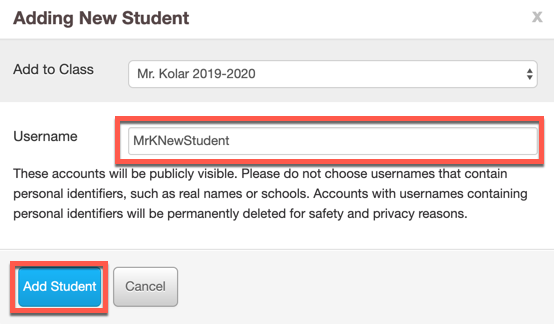 Adding New Student
X
Add to Class
Mr. Kolar 2019-2020
Username
MrKNewStudent
These accounts will be publicly visible. Please do not choose usernames that contain
personal identifiers, such as real names or schools. Accounts with usernames containing
personal identifiers will be permanently deleted for safety and privacy reasons.
Add Student
Cancel